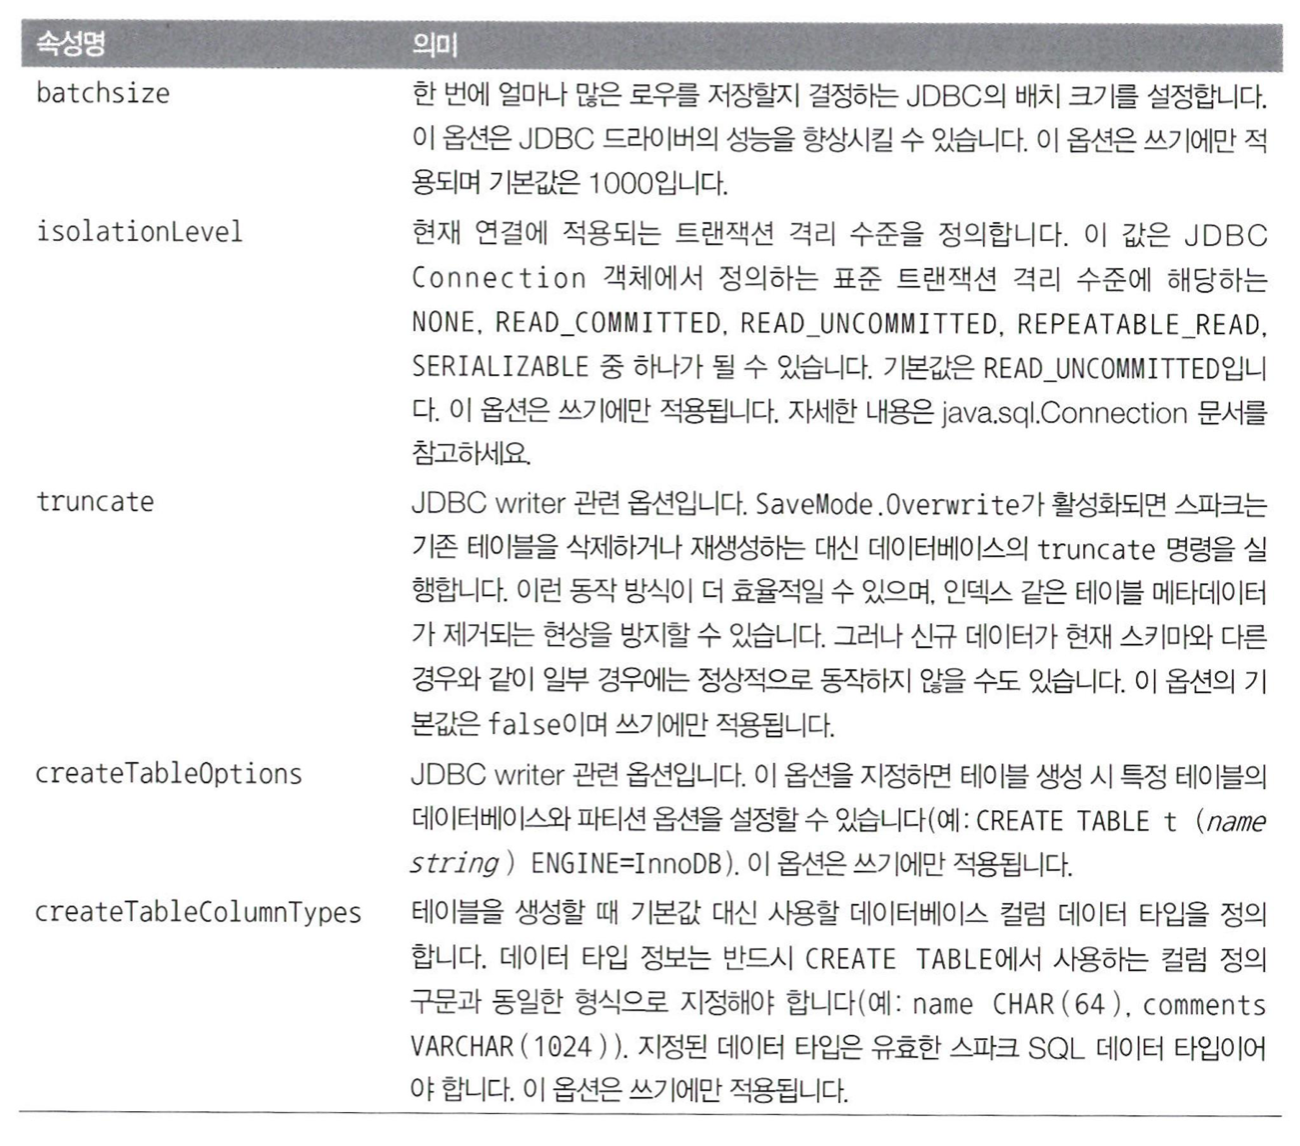 속성명 의미
batchsize 한 번에 얼마나 많은 로우를 저장할지 결정하는 JDBC의 배치 크기를 설정합니다.
이 옵션은 JDBC 드라이버의 성능을 향상시킬 수 있습니다. 이 옵션은 쓰기에만 적
용되며 기본값은 1000입니다.
isolationLevel 현재 연결에 적용되는 트랜잭션 격리 수준을 정의합니다. 이 값은 JDBC
Connection 객체에서 정의하는 표준 트랜잭션 격리 수준에 해당하는
NONE, READ_COMMITTED, READ_UNCOMMITTED, REPEATABLE_READ,
SERIALIZABLE 중 하나가 될 수 있습니다. 기본값은 READ_UNCOMMITTED입니
다. 이 옵션은 쓰기에만 적용됩니다. 자세한 내용은 java.sql.Connection 문서를
참고하세요.
truncate JDBC writer 관련 옵션입니다. SaveMode.Overwrite가 활성화되면 스파크는
기존 테이블을 삭제하거나 재생성하는 대신 데이터베이스의 truncate 명령을 실
행합니다. 이런 동작 방식이 더 효율적일 수 있으며, 인덱스 같은 테이블 메타데이터
가 제거되는 현상을 방지할 수 있습니다. 그러나 신규 데이터가 현재 스키마와 다른
경우와 같이 일부 경우에는 정상적으로 동작하지 않을 수도 있습니다. 이 옵션의 기
본값은 false이며 쓰기에만 적용됩니다.
createTableOptions JDBC writer 관련 옵션입니다. 이 옵션을 지정하면 테이블 생성 시 특정 테이블의
데이터베이스와 파티션 옵션을 설정할 수 있습니다(예: CREATE TABLE t (name
string) ENGINE=InnoDB). 이 옵션은 쓰기에만 적용됩니다.
createTableColumnTypes 테이블을 생성할 때 기본값 대신 사용할 데이터베이스 컬럼 데이터 타입을 정의
합니다. 데이터 타입 정보는 반드시 CREATE TABLE에서 사용하는 컬럼 정의
구문과 동일한 형식으로 지정해야 합니다(예: name CHAR(64), comments
VARCHAR(1024)). 지정된 데이터 타입은 유효한 스파크 SQL 데이터 타입이어
야 합니다. 이 옵션은 쓰기에만 적용됩니다.